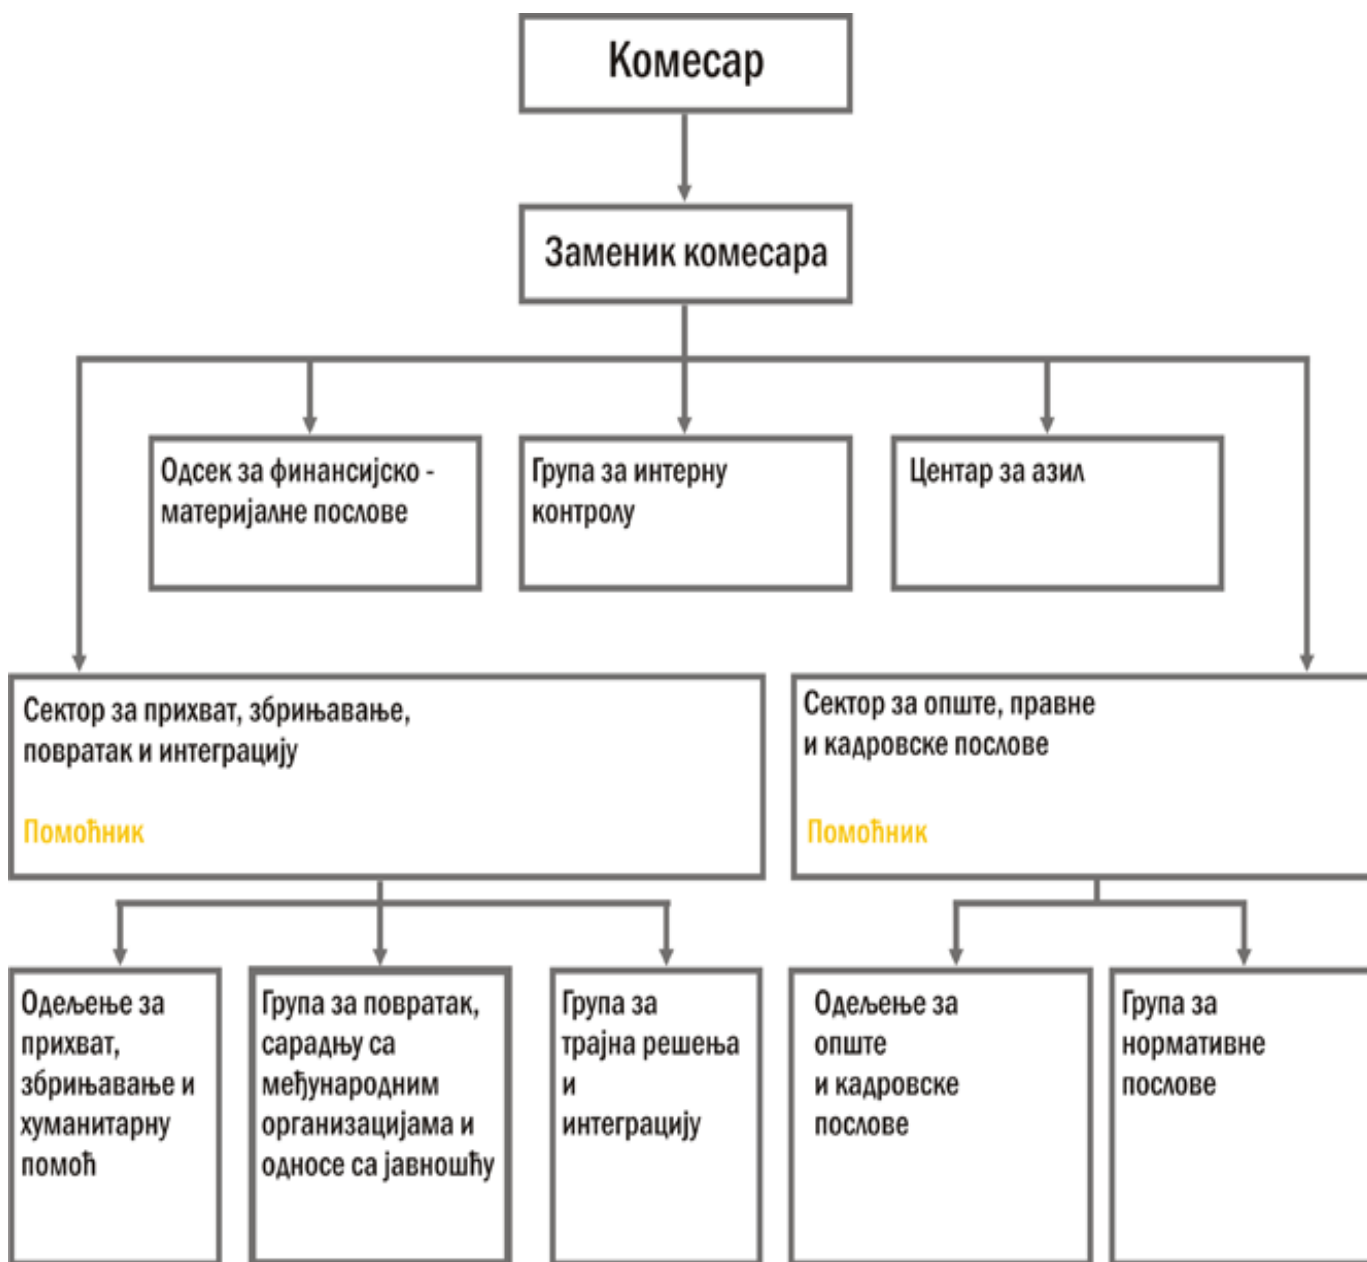 Комесар
Заменик комесара
Одсек за финансијско -
материјалне послове
Група за интерну
контролу
Центар за азил
Сектор за прихват, збрињавање,
повратак и интеграцију
Помоћник
Сектор за опште, правне
и кадровске послове
Помоћник
Одељење за
прихват,
збрињавање и
хуманитарну
помоћ
Група за повратак,
сарадњу са
међународним
организацијама и
односе са јавношћу
Група за
трајна решења
и
интеграцију
Одељење за
опште
и кадровске
послове
Група за
нормативне
послове